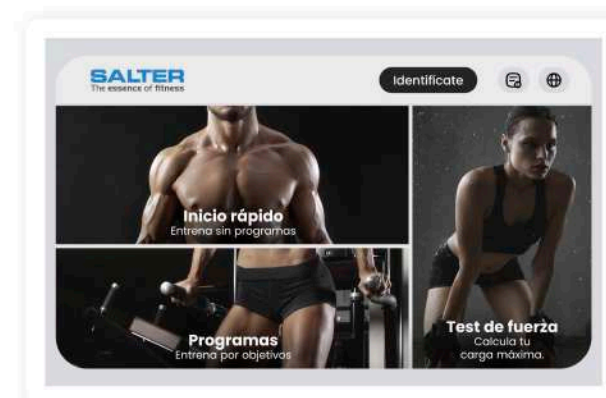 SALTER
The essence of fitness
Identifícate
Inicio rápido
Entrena sin programas
Programas
Entrena por objetivos
Test de fuerza
Calcula tu
carga máxima.